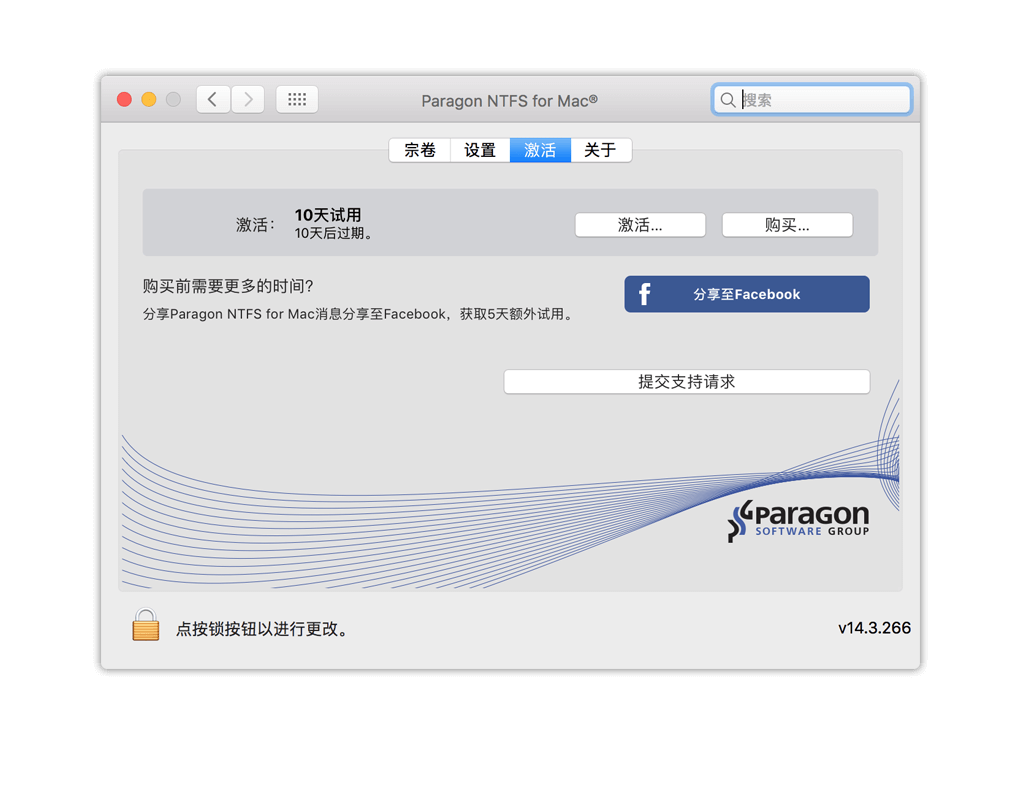 Paragon NTFS for Mac®
搜索
宗卷 设置 激活 关于
激活： 10天试用
10天后过期。
激活... 购买...
购买前需要更多的时间?
分享Paragon NTFS for Mac消息分享至Facebook，获取5天额外试用。
f 分享至Facebook
提交支持请求
Paragon
SOFTWARE GROUP
点按锁按钮以进行更改。
v14.3.266